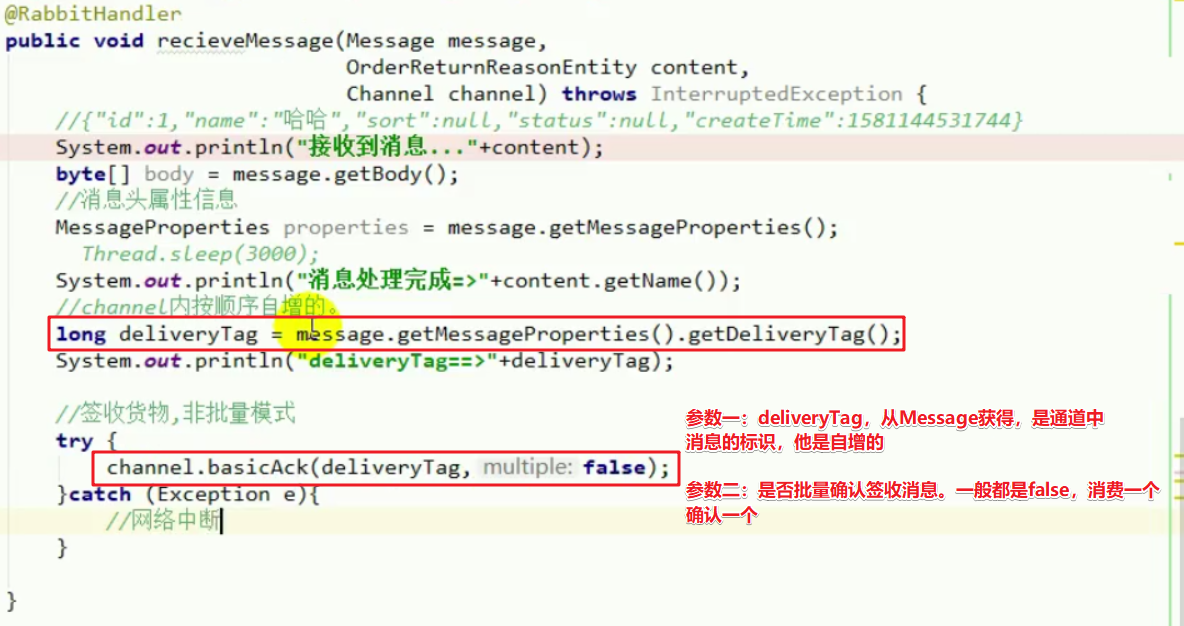 @RabbitHandler
public void recieveMessage(Message message,
OrderReturnReasonEntity content,
Channel channel) throws InterruptedException {
//{"id":1,"name":"哈哈","sort":null,"status":null,"createTime":1581144531744}
System.out.println("接收到消息..."+content);
byte[] body = message.getBody();
//消息头属性信息
MessageProperties properties = message.getMessageProperties();
Thread.sleep(3000);
System.out.println("消息处理完成=>"+content.getName());
//channel内按顺序自增的。
long deliveryTag = message.getMessageProperties().getDeliveryTag();
System.out.println("deliveryTag==>"+deliveryTag);
//签收货物,非批量模式
try {
channel.basicAck(deliveryTag, multiple: false);
}catch (Exception e){
//网络中断
}
}
参数一：deliveryTag，从Message获得，是通道中
消息的标识，他是自增的
参数二：是否批量确认签收消息。一般都是false，消费一个
确认一个